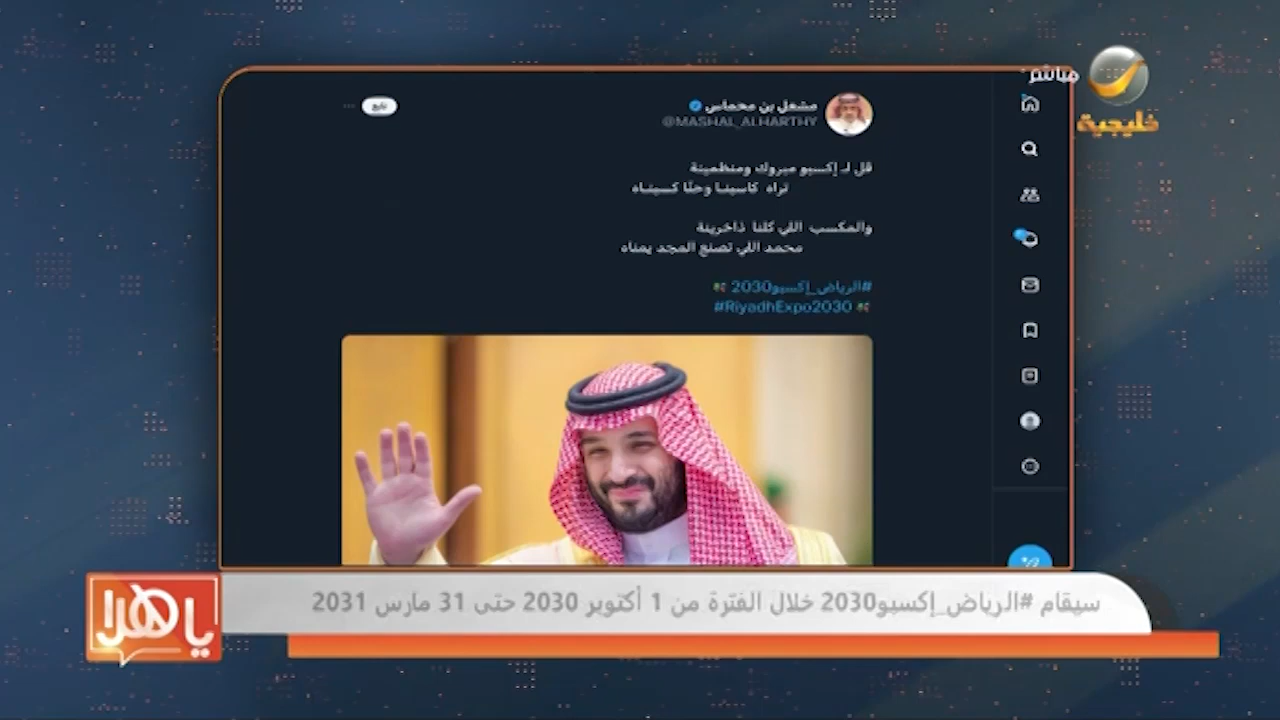 مباشر
خليجية
مشعل بن محماس
تابع
@MASHAL_ALHARTHY
قل لـ إكسبو مبروك ومنظمينة
تراه كاسبنا وحنّا كسبناه
والمكسب اللي كلنا ذاخرينة
محمد اللي تصنع المجد يمناه
#الرياض_إكسبو2030
#RiyadhExpo2030
سيقام #الرياض_إكسبو2030 خلال الفترة من 1 أكتوبر 2030 حتى 31 مارس 2031
ياهلا